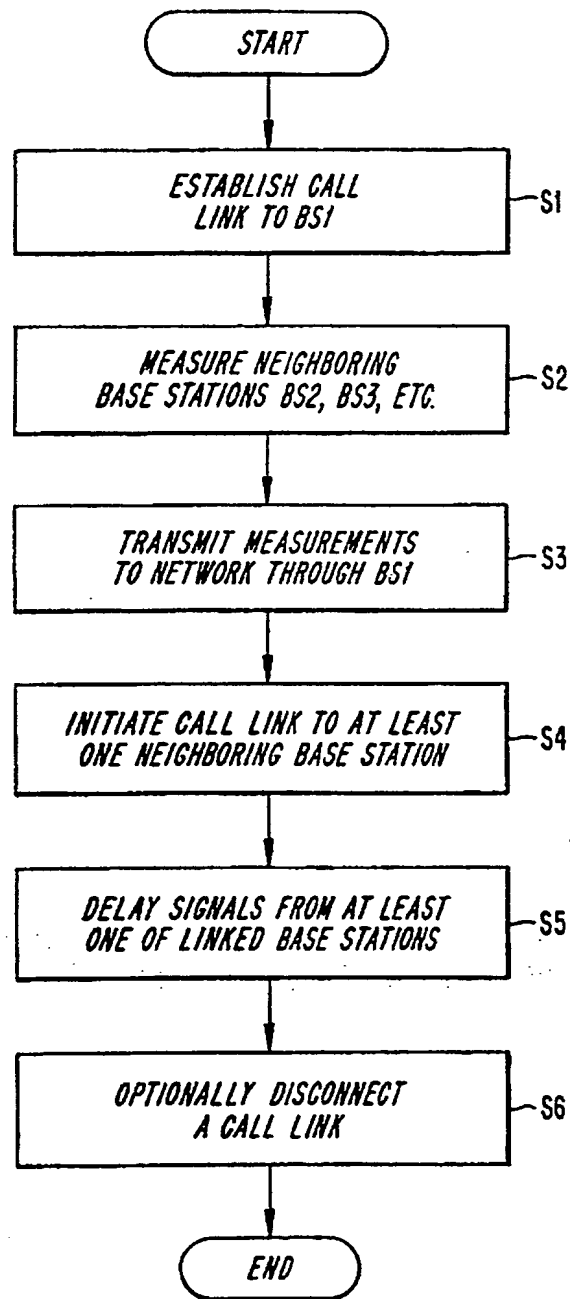 START
ESTABLISH CALL
LINK TO BS1
S1
MEASURE NEIGHBORING
BASE STATIONS BS2, BS3, ETC.
S2
TRANSMIT MEASUREMENTS
TO NETWORK THROUGH BS1
S3
INITIATE CALL LINK TO AT LEAST
ONE NEIGHBORING BASE STATION
S4
DELAY SIGNALS FROM AT LEAST
ONE OF LINKED BASE STATIONS
S5
OPTIONALLY DISCONNECT
A CALL LINK
S6
END